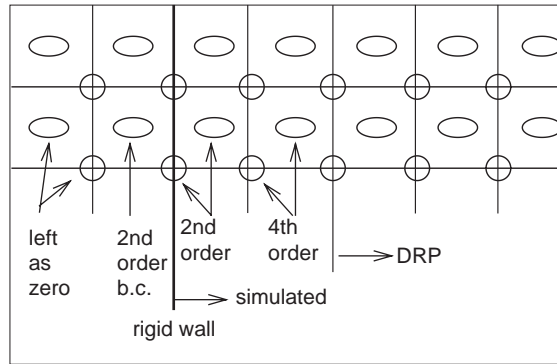 left
as
zero
2nd
order
b.c.
2nd
order
4th
order
DRP
simulated
rigid wall